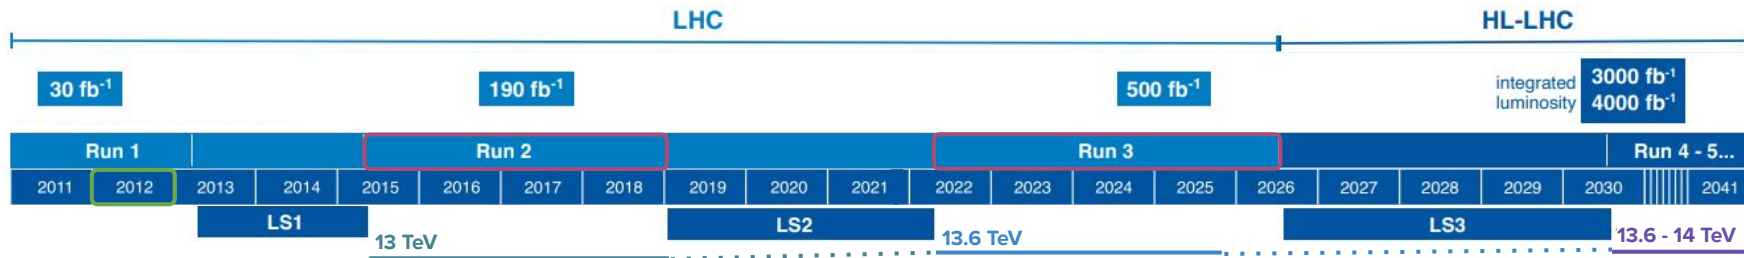 LHC
HL-LHC
30 fb-1
190 fb-1
500 fb-1
integrated luminosity
3000 fb-1
4000 fb-1
Run 1
Run 2
Run 3
Run 4 - 5...
2011 2012 2013 2014 2015 2016 2017 2018 2019 2020 2021 2022 2023 2024 2025 2026 2027 2028 2029 2030 2041
LS1
LS2
LS3
13 TeV
13.6 TeV
13.6 - 14 TeV